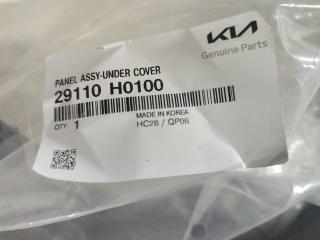 KIA
Genuine Parts
PANEL ASSY-UNDER COVER
29110 H0100
QTY 1
MADE IN KOREA
HC28 / QP06